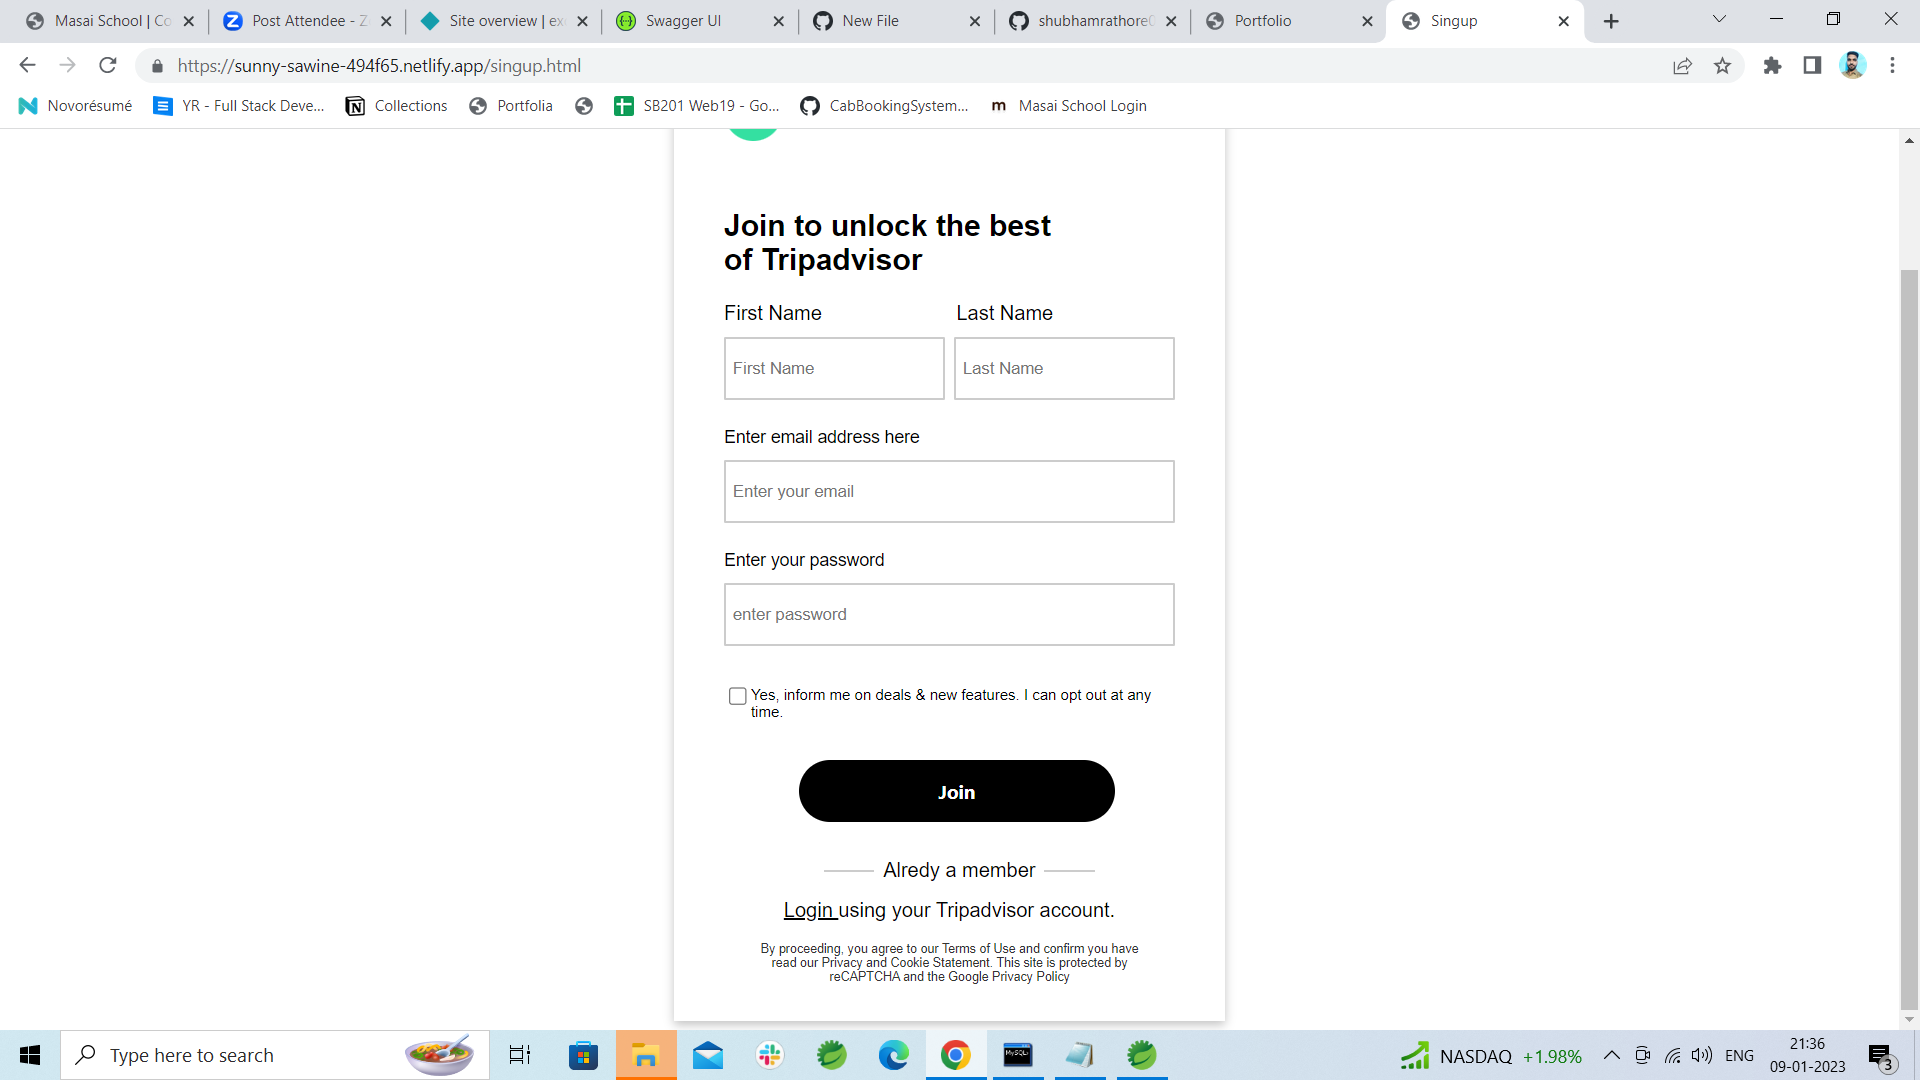 Masai School | Co
Post Attendee - Z
Site overview | ex
Swagger UI
New File
shubhamrathore0
Portfolio
Singup
https://sunny-sawine-494f65.netlify.app/singup.html
Novorésumé
YR - Full Stack Deve...
Collections
Portfolia
SB201 Web19 - Go...
CabBookingSystem...
m Masai School Login
Join to unlock the best
of Tripadvisor
First Name
Last Name
First Name
Last Name
Enter email address here
Enter your email
Enter your password
enter password
Yes, inform me on deals & new features. I can opt out at any
time.
Join
Alredy a member
Login using your Tripadvisor account.
By proceeding, you agree to our Terms of Use and confirm you have
read our Privacy and Cookie Statement. This site is protected by
reCAPTCHA and the Google Privacy Policy
Type here to search
NASDAQ +1.98%
ENG
21:36
09-01-2023
3